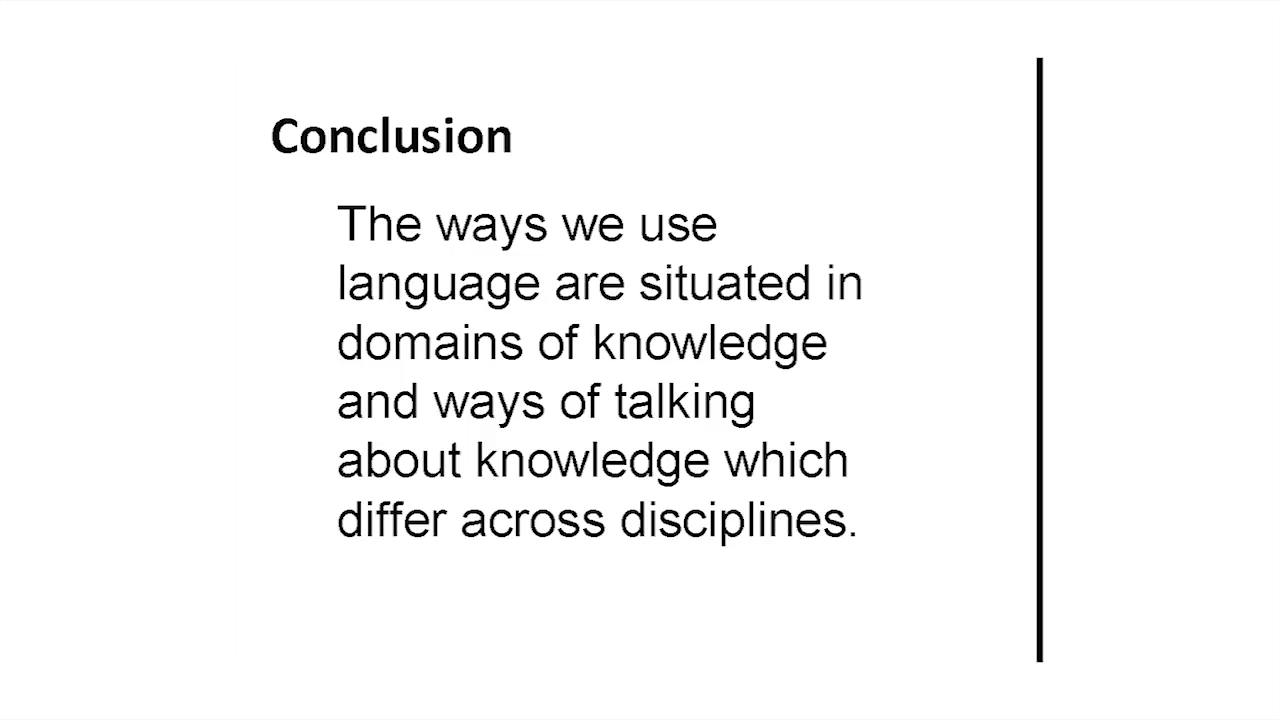 Conclusion
The ways we use
language are situated in
domains of knowledge
and ways of talking
about knowledge which
differ across disciplines.